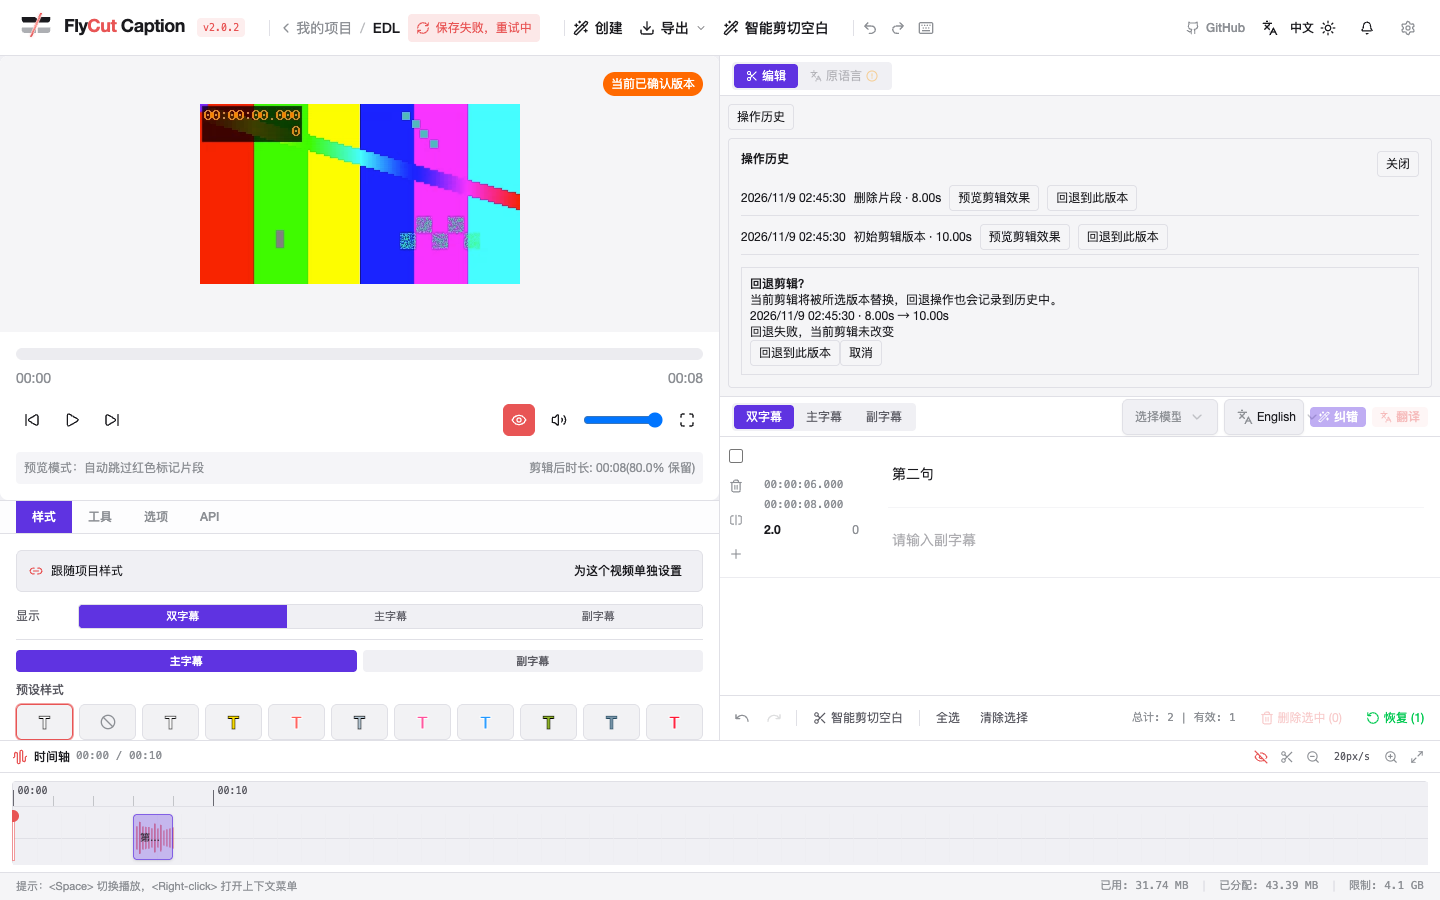 FlyCut Caption v2.0.2 我的项目 / EDL 保存失败，重试中 创建 导出 智能剪切空白 GitHub 中文
当前已确认版本
00:00:00.000
0
00:00 00:08
预览模式：自动跳过红色标记片段 剪辑后时长: 00:08(80.0% 保留)
样式 工具 选项 API
跟随项目样式 为这个视频单独设置
显示 双字幕 主字幕 副字幕
主字幕 副字幕
预设样式
T T T T T T T T T T
编辑 原语言
操作历史
操作历史 关闭
2026/11/9 02:45:30 删除片段 · 8.00s 预览剪辑效果 回退到此版本
2026/11/9 02:45:30 初始剪辑版本 · 10.00s 预览剪辑效果 回退到此版本
回退剪辑?
当前剪辑将被所选版本替换，回退操作也会记录到历史中。
2026/11/9 02:45:30 · 8.00s → 10.00s
回退失败，当前剪辑未改变
回退到此版本 取消
双字幕 主字幕 副字幕 选择模型 English 纠错 翻译
第二句
00:00:06.000
00:00:08.000
2.0 0
请输入副字幕
智能剪切空白 全选 清除选择 总计: 2 | 有效: 1 删除选中 (0) 恢复 (1)
时间轴 00:00 / 00:10 20px/s
00:00 00:10
第...
提示: <Space> 切换播放, <Right-click> 打开上下文菜单 已用: 31.74 MB 已分配: 43.39 MB 限制: 4.1 GB